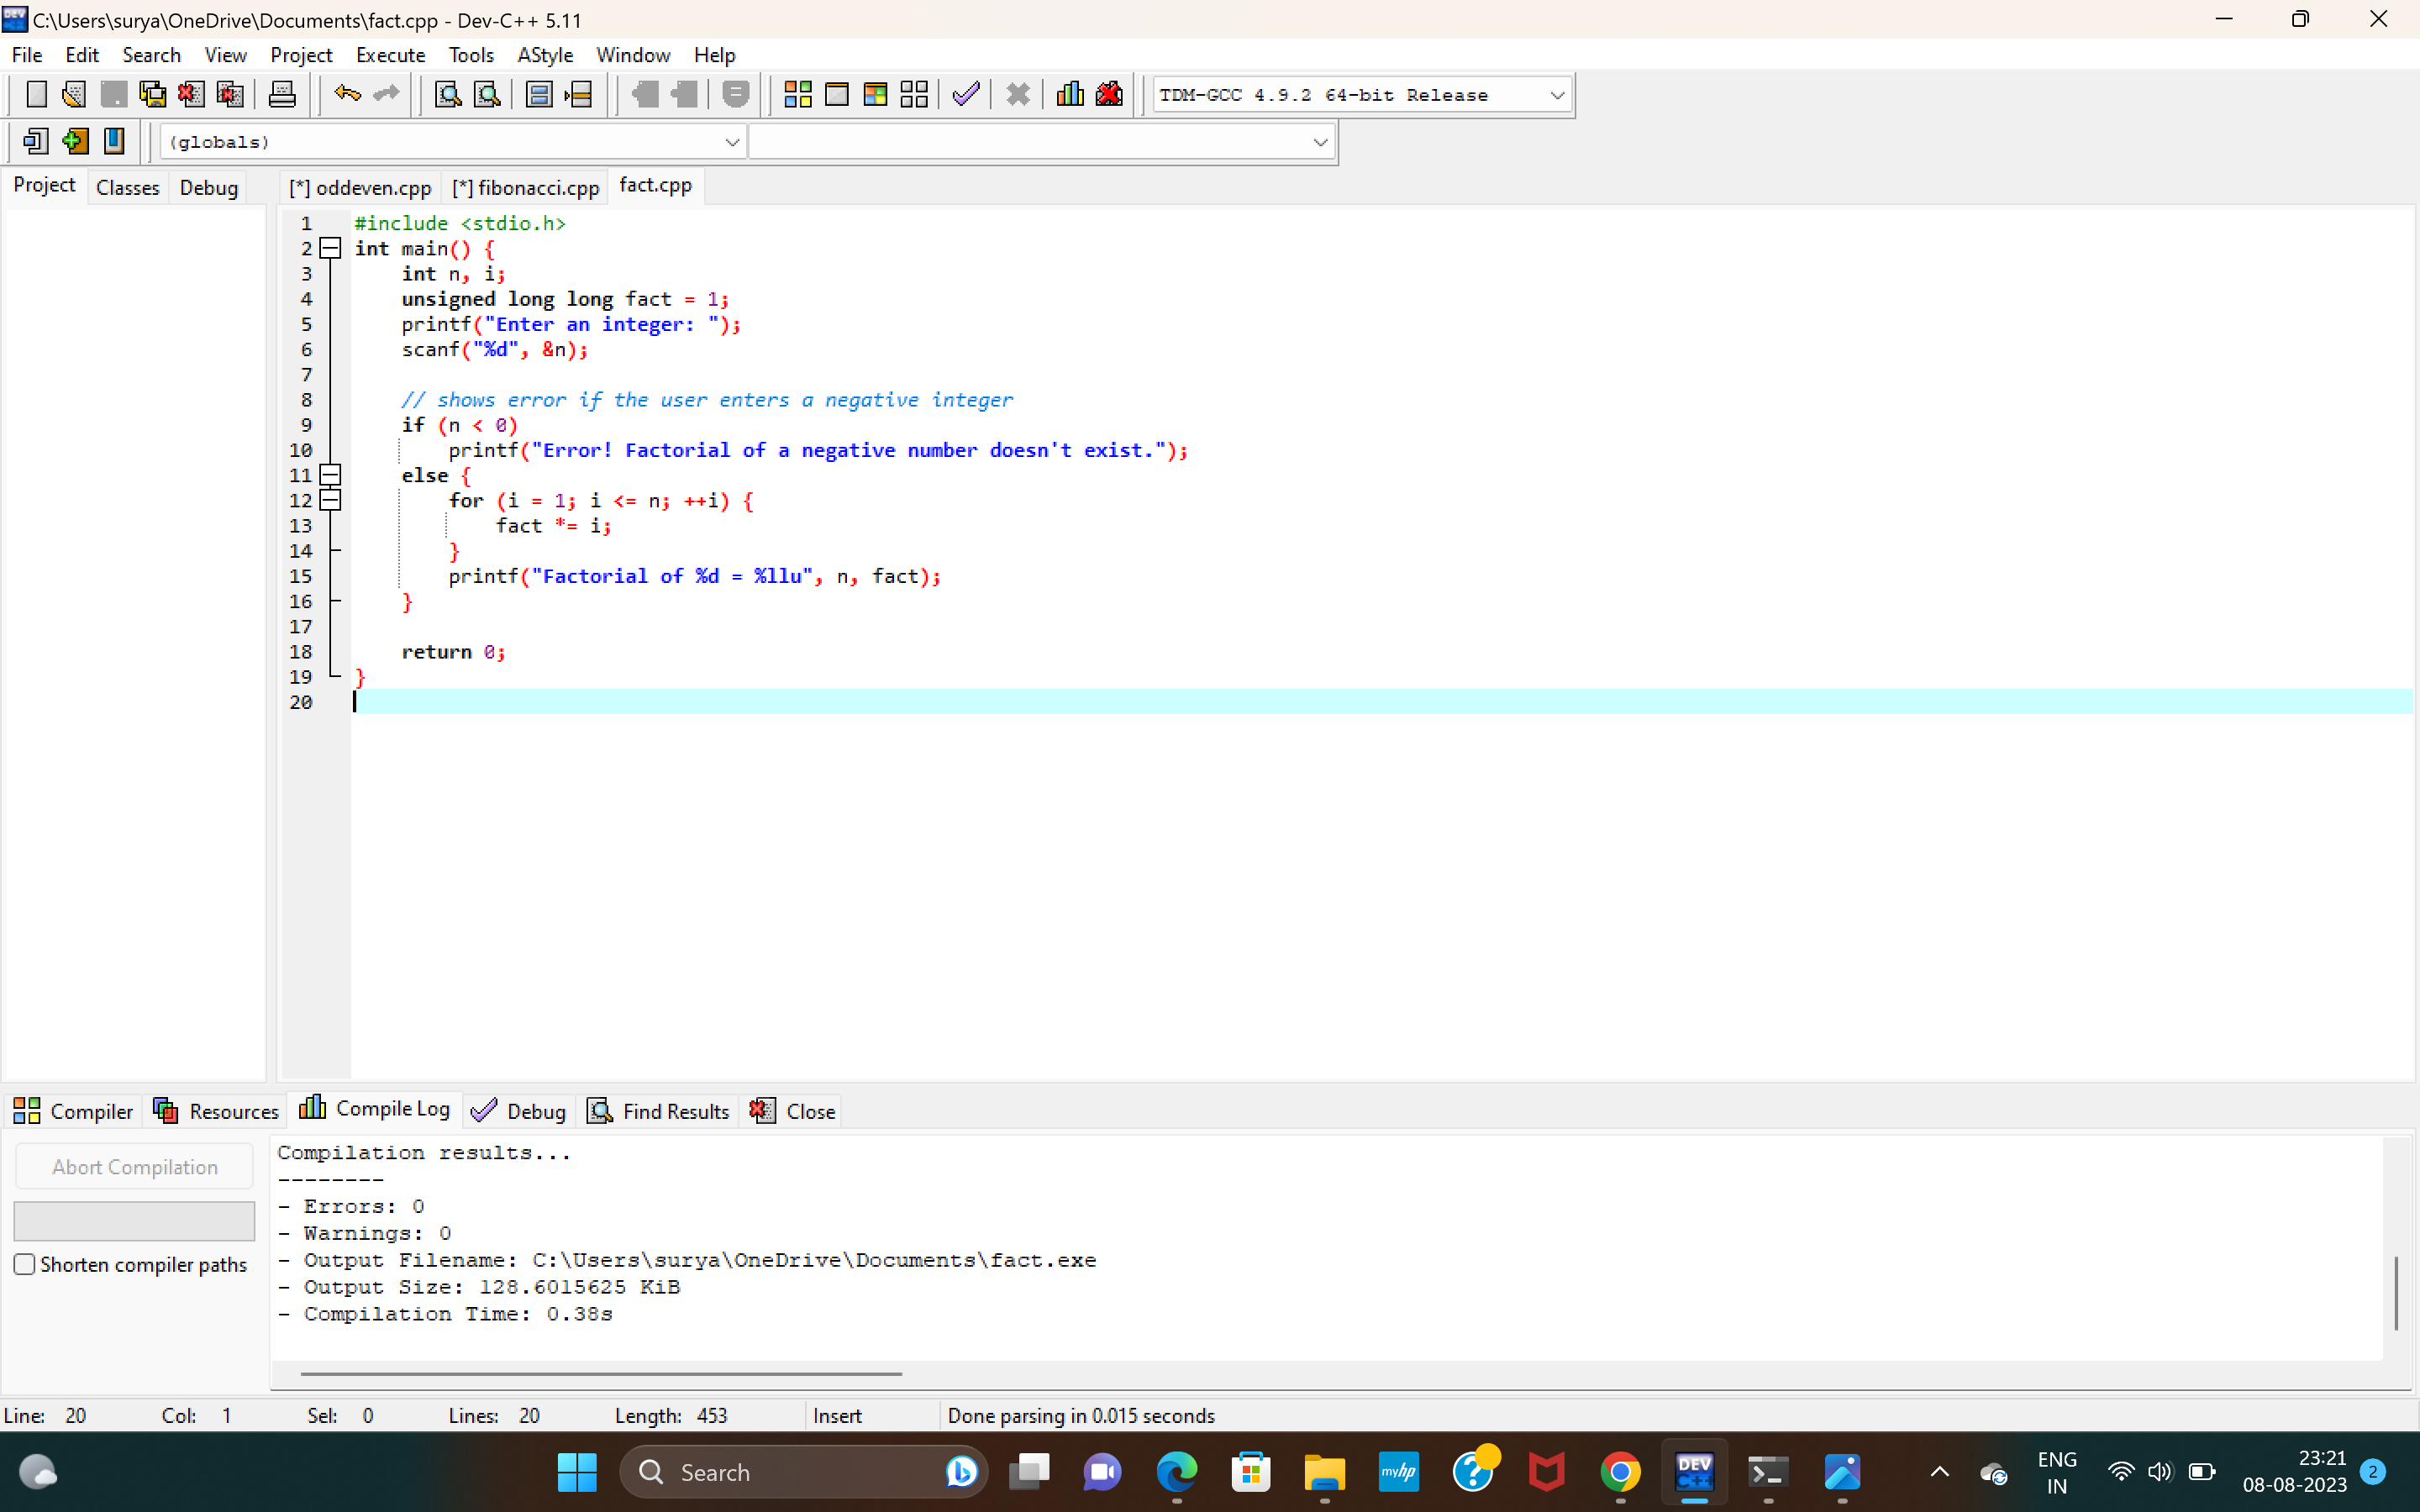 C:\Users\surya\OneDrive\Documents\fact.cpp - Dev-C++ 5.11
File Edit Search View Project Execute Tools AStyle Window Help
TDM-GCC 4.9.2 64-bit Release
(globals)
Project Classes Debug [*] oddeven.cpp [*] fibonacci.cpp fact.cpp
1 #include <stdio.h>
2 int main() {
3     int n, i;
4     unsigned long long fact = 1;
5     printf("Enter an integer: ");
6     scanf("%d", &n);
7
8     // shows error if the user enters a negative integer
9     if (n < 0)
10         printf("Error! Factorial of a negative number doesn't exist.");
11     else {
12         for (i = 1; i <= n; ++i) {
13             fact *= i;
14         }
15         printf("Factorial of %d = %llu", n, fact);
16     }
17
18     return 0;
19 }
20
Compiler Resources Compile Log Debug Find Results Close
Abort Compilation
Shorten compiler paths
Compilation results...
--------
- Errors: 0
- Warnings: 0
- Output Filename: C:\Users\surya\OneDrive\Documents\fact.exe
- Output Size: 128.6015625 KiB
- Compilation Time: 0.38s
Line: 20 Col: 1 Sel: 0 Lines: 20 Length: 453 Insert Done parsing in 0.015 seconds
Search
myhp
DEV C++
ENG
IN
23:21
08-08-2023
2